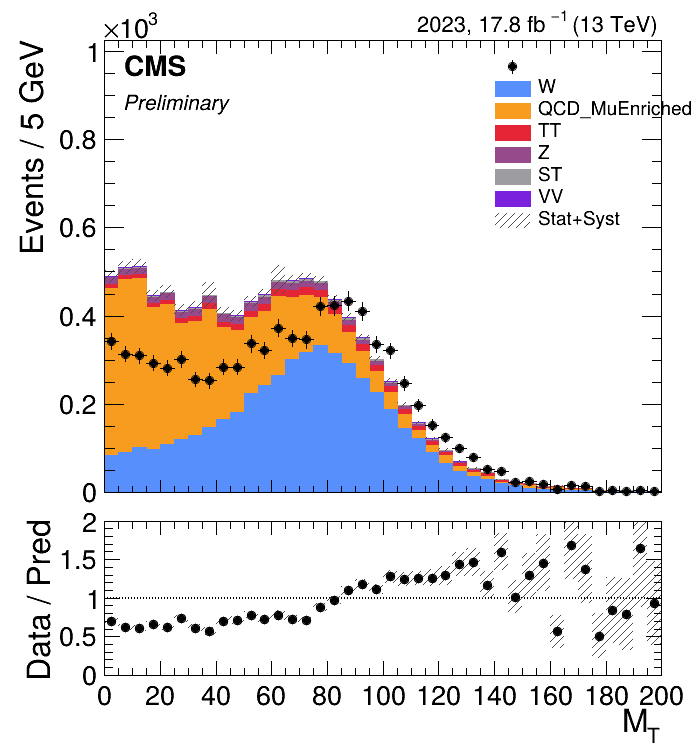 ×10³
2023, 17.8 fb⁻¹ (13 TeV)
CMS
Preliminary
W
QCD_MuEnriched
TT
Z
ST
VV
Stat+Syst
Events / 5 GeV
1
0.8
0.6
0.4
0.2
0
Data / Pred
2
1.5
1
0.5
0
0 20 40 60 80 100 120 140 160 180 200
M_T